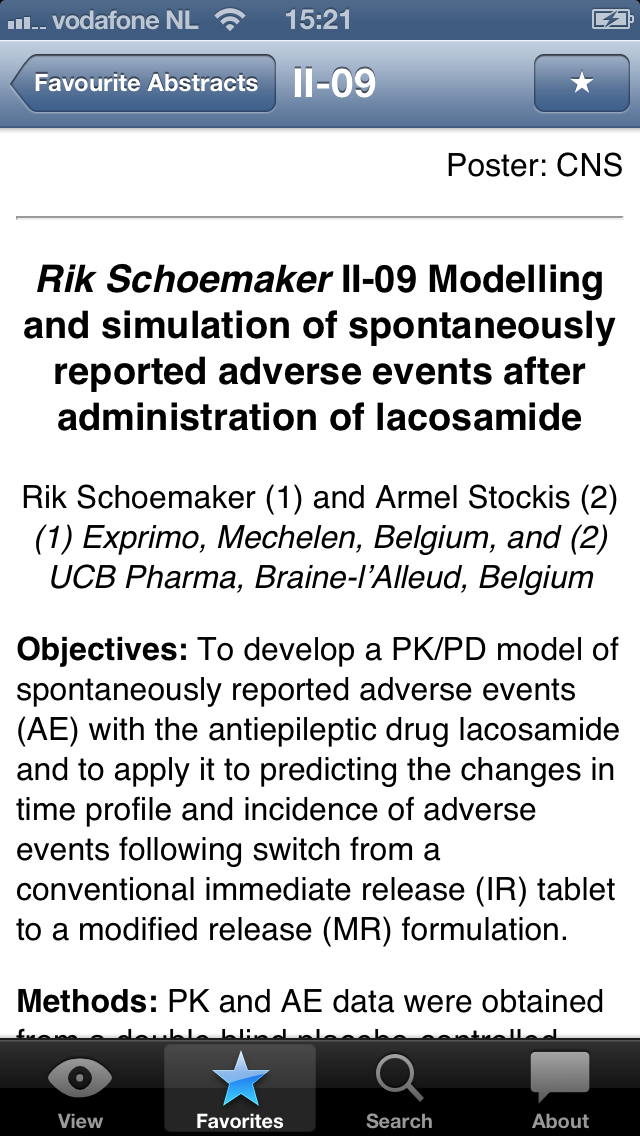 vodafone NL 15:21
Favourite Abstracts II-09
Poster: CNS
Rik Schoemaker II-09 Modelling
and simulation of spontaneously
reported adverse events after
administration of lacosamide
Rik Schoemaker (1) and Armel Stockis (2)
(1) Exprimo, Mechelen, Belgium, and (2)
UCB Pharma, Braine-l’Alleud, Belgium
Objectives: To develop a PK/PD model of
spontaneously reported adverse events
(AE) with the antiepileptic drug lacosamide
and to apply it to predicting the changes in
time profile and incidence of adverse
events following switch from a
conventional immediate release (IR) tablet
to a modified release (MR) formulation.
Methods: PK and AE data were obtained
from a double blind placebo controlled
View Favorites Search About